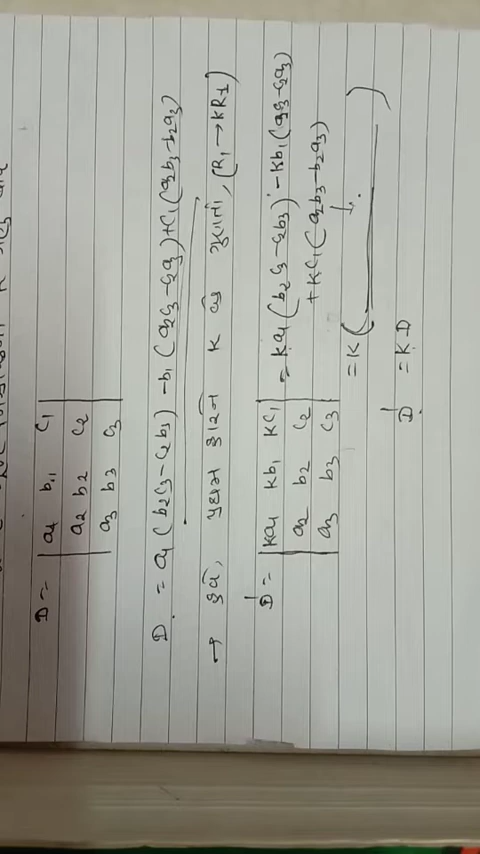 D = | a1 b1 c1 |
| a2 b2 c2 |
| a3 b3 c3 |
D = a1 (b2c3 - c2b3) - b1 (a2c3 - c2a3) + c1 (a2b3 - b2a3)
→ હવે, પ્રથમ હારને K વડે ગુણતાં, (R1 → KR1)
D' = | Ka1 Kb1 Kc1 | = Ka1 (b2c3 - c2b3) - Kb1 (a2c3 - c2a3)
| a2 b2 c2 | + Kc1 (a2b3 - b2a3)
| a3 b3 c3 | = K ( )
D' = KD